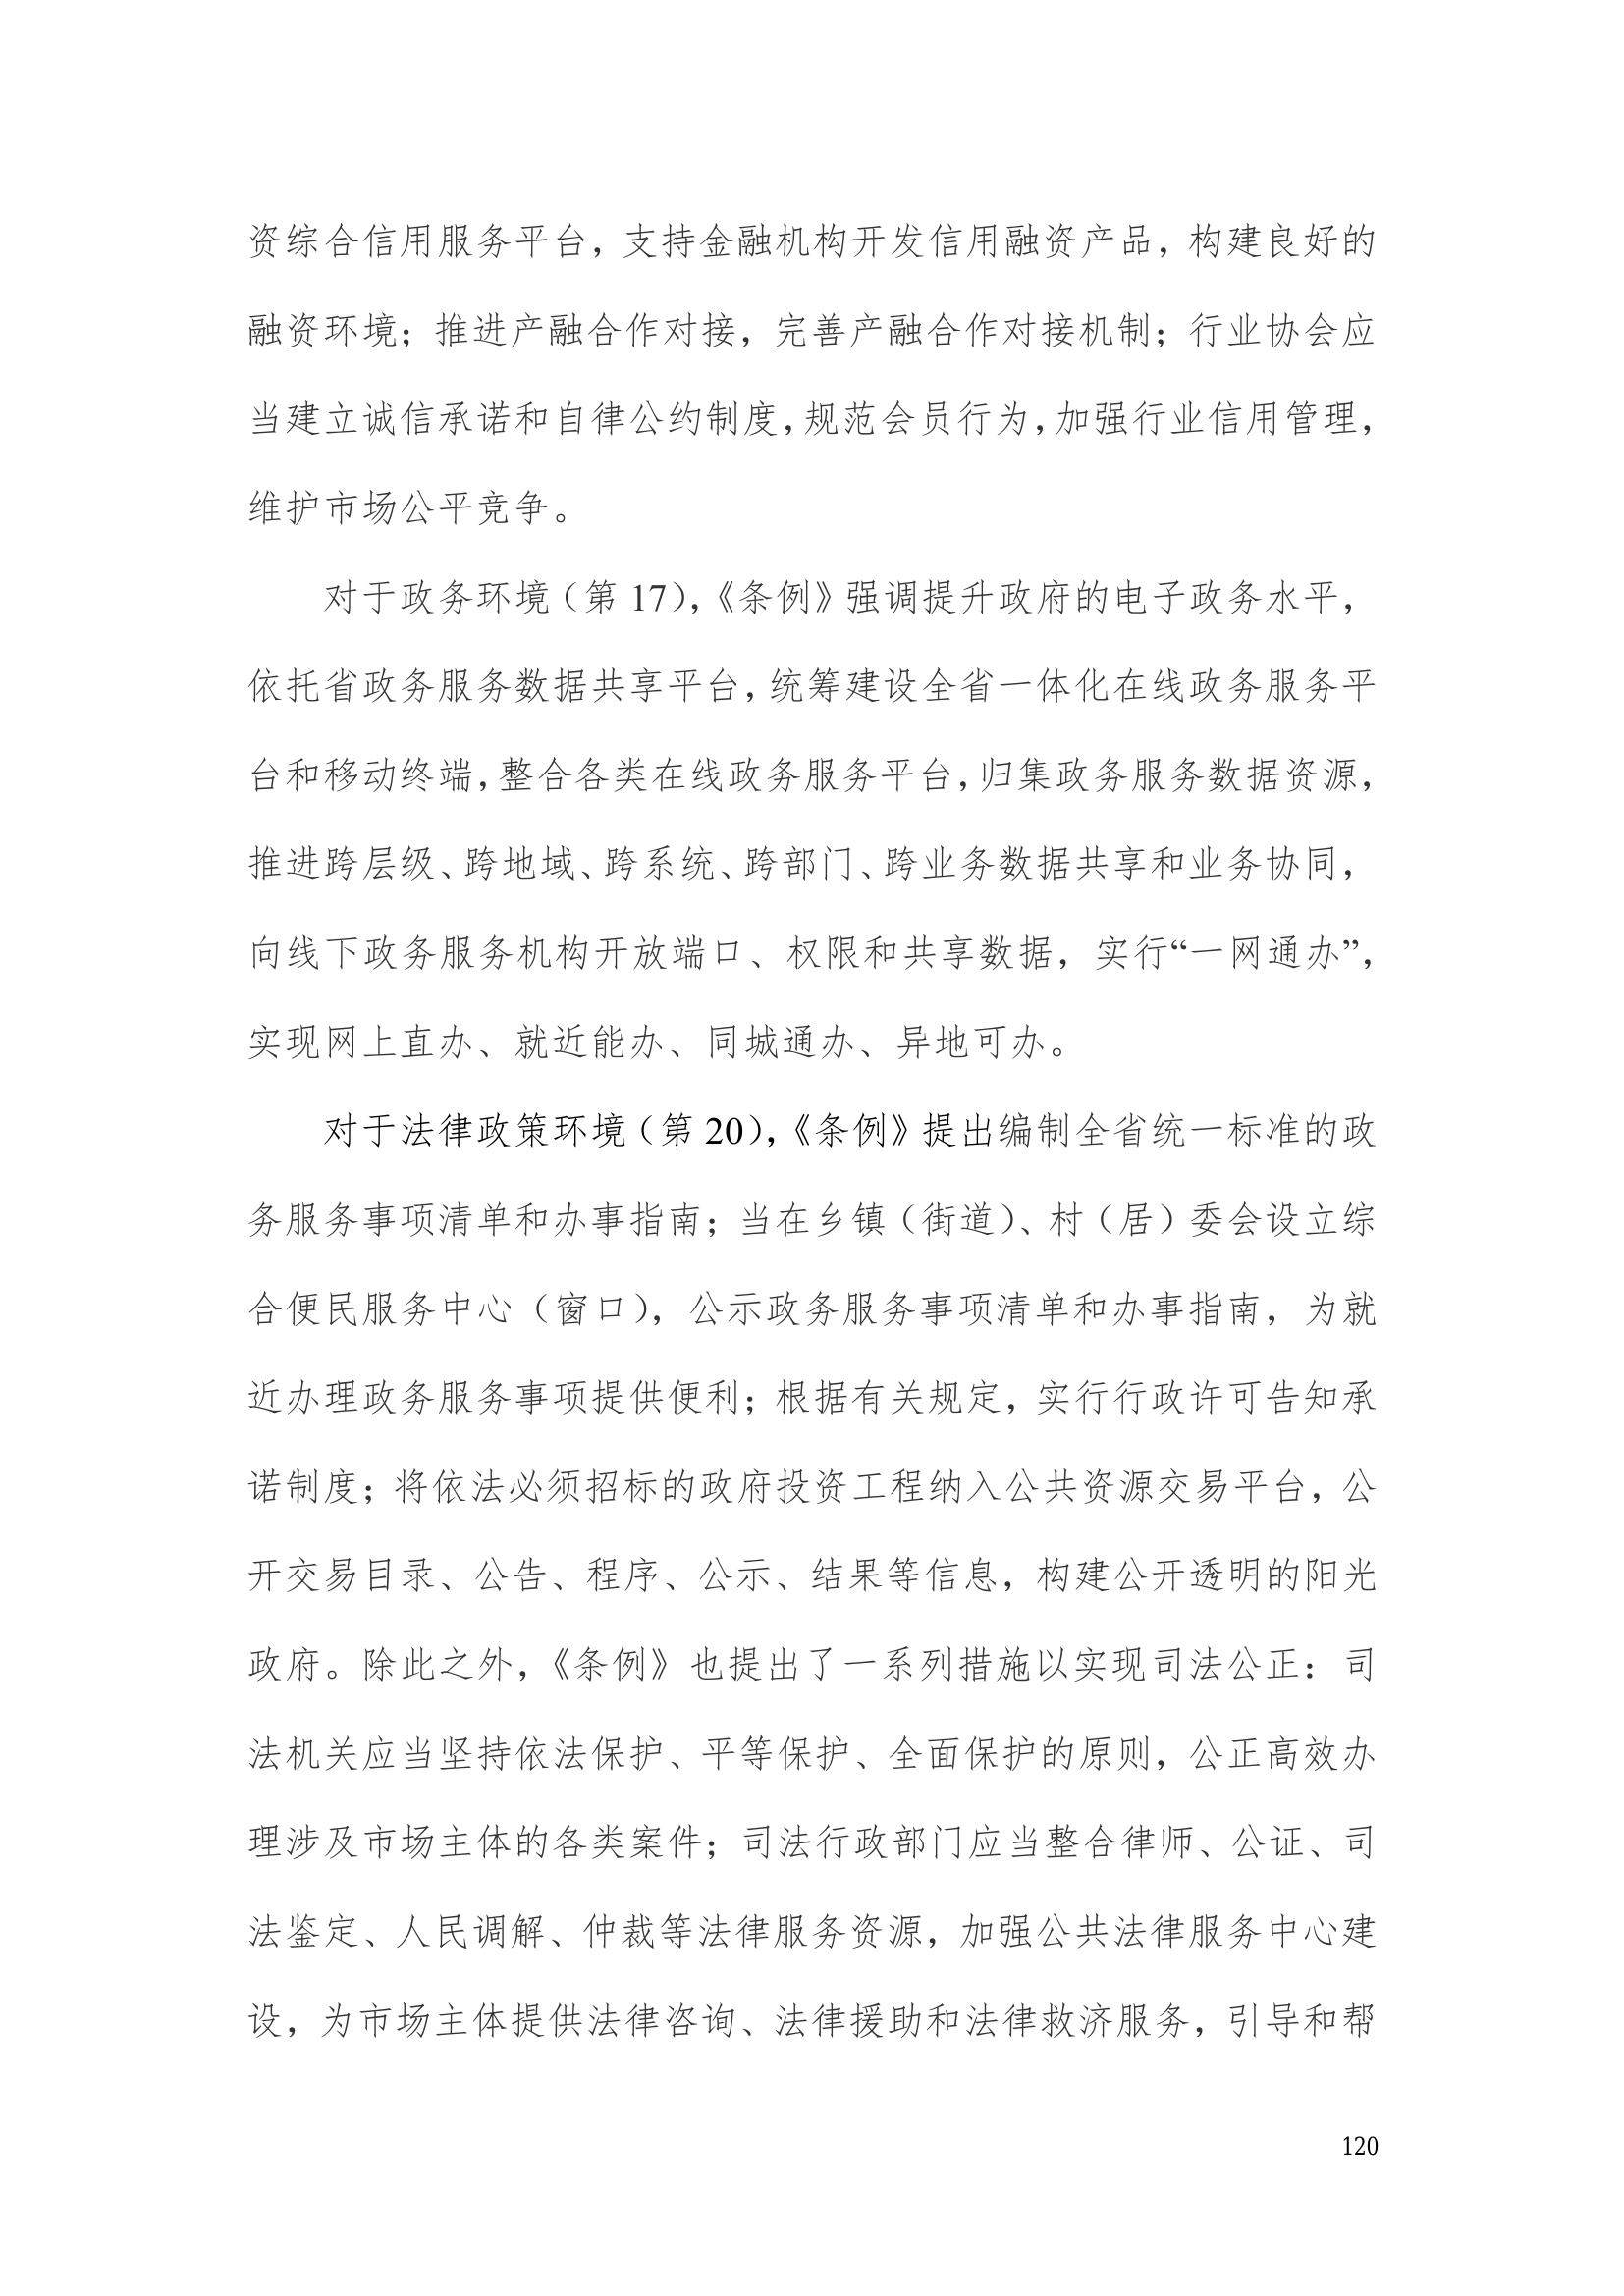 资综合信用服务平台，支持金融机构开发信用融资产品，构建良好的
融资环境；推进产融合作对接，完善产融合作对接机制；行业协会应
当建立诚信承诺和自律公约制度，规范会员行为，加强行业信用管理，
维护市场公平竞争。
对于政务环境（第 17），《条例》强调提升政府的电子政务水平，
依托省政务服务数据共享平台，统筹建设全省一体化在线政务服务平
台和移动终端，整合各类在线政务服务平台，归集政务服务数据资源，
推进跨层级、跨地域、跨系统、跨部门、跨业务数据共享和业务协同，
向线下政务服务机构开放端口、权限和共享数据，实行“一网通办”，
实现网上直办、就近能办、同城通办、异地可办。
对于法律政策环境（第 20），《条例》提出编制全省统一标准的政
务服务事项清单和办事指南；当在乡镇（街道）、村（居）委会设立综
合便民服务中心（窗口），公示政务服务事项清单和办事指南，为就
近办理政务服务事项提供便利；根据有关规定，实行行政许可告知承
诺制度；将依法必须招标的政府投资工程纳入公共资源交易平台，公
开交易目录、公告、程序、公示、结果等信息，构建公开透明的阳光
政府。除此之外，《条例》也提出了一系列措施以实现司法公正：司
法机关应当坚持依法保护、平等保护、全面保护的原则，公正高效办
理涉及市场主体的各类案件；司法行政部门应当整合律师、公证、司
法鉴定、人民调解、仲裁等法律服务资源，加强公共法律服务中心建
设，为市场主体提供法律咨询、法律援助和法律救济服务，引导和帮
120